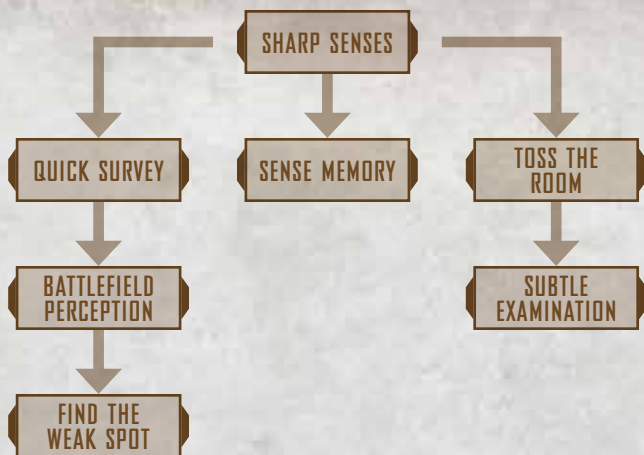 SHARP SENSES
QUICK SURVEY
SENSE MEMORY
TOSS THE
ROOM
BATTLEFIELD
PERCEPTION
SUBTLE
EXAMINATION
FIND THE
WEAK SPOT